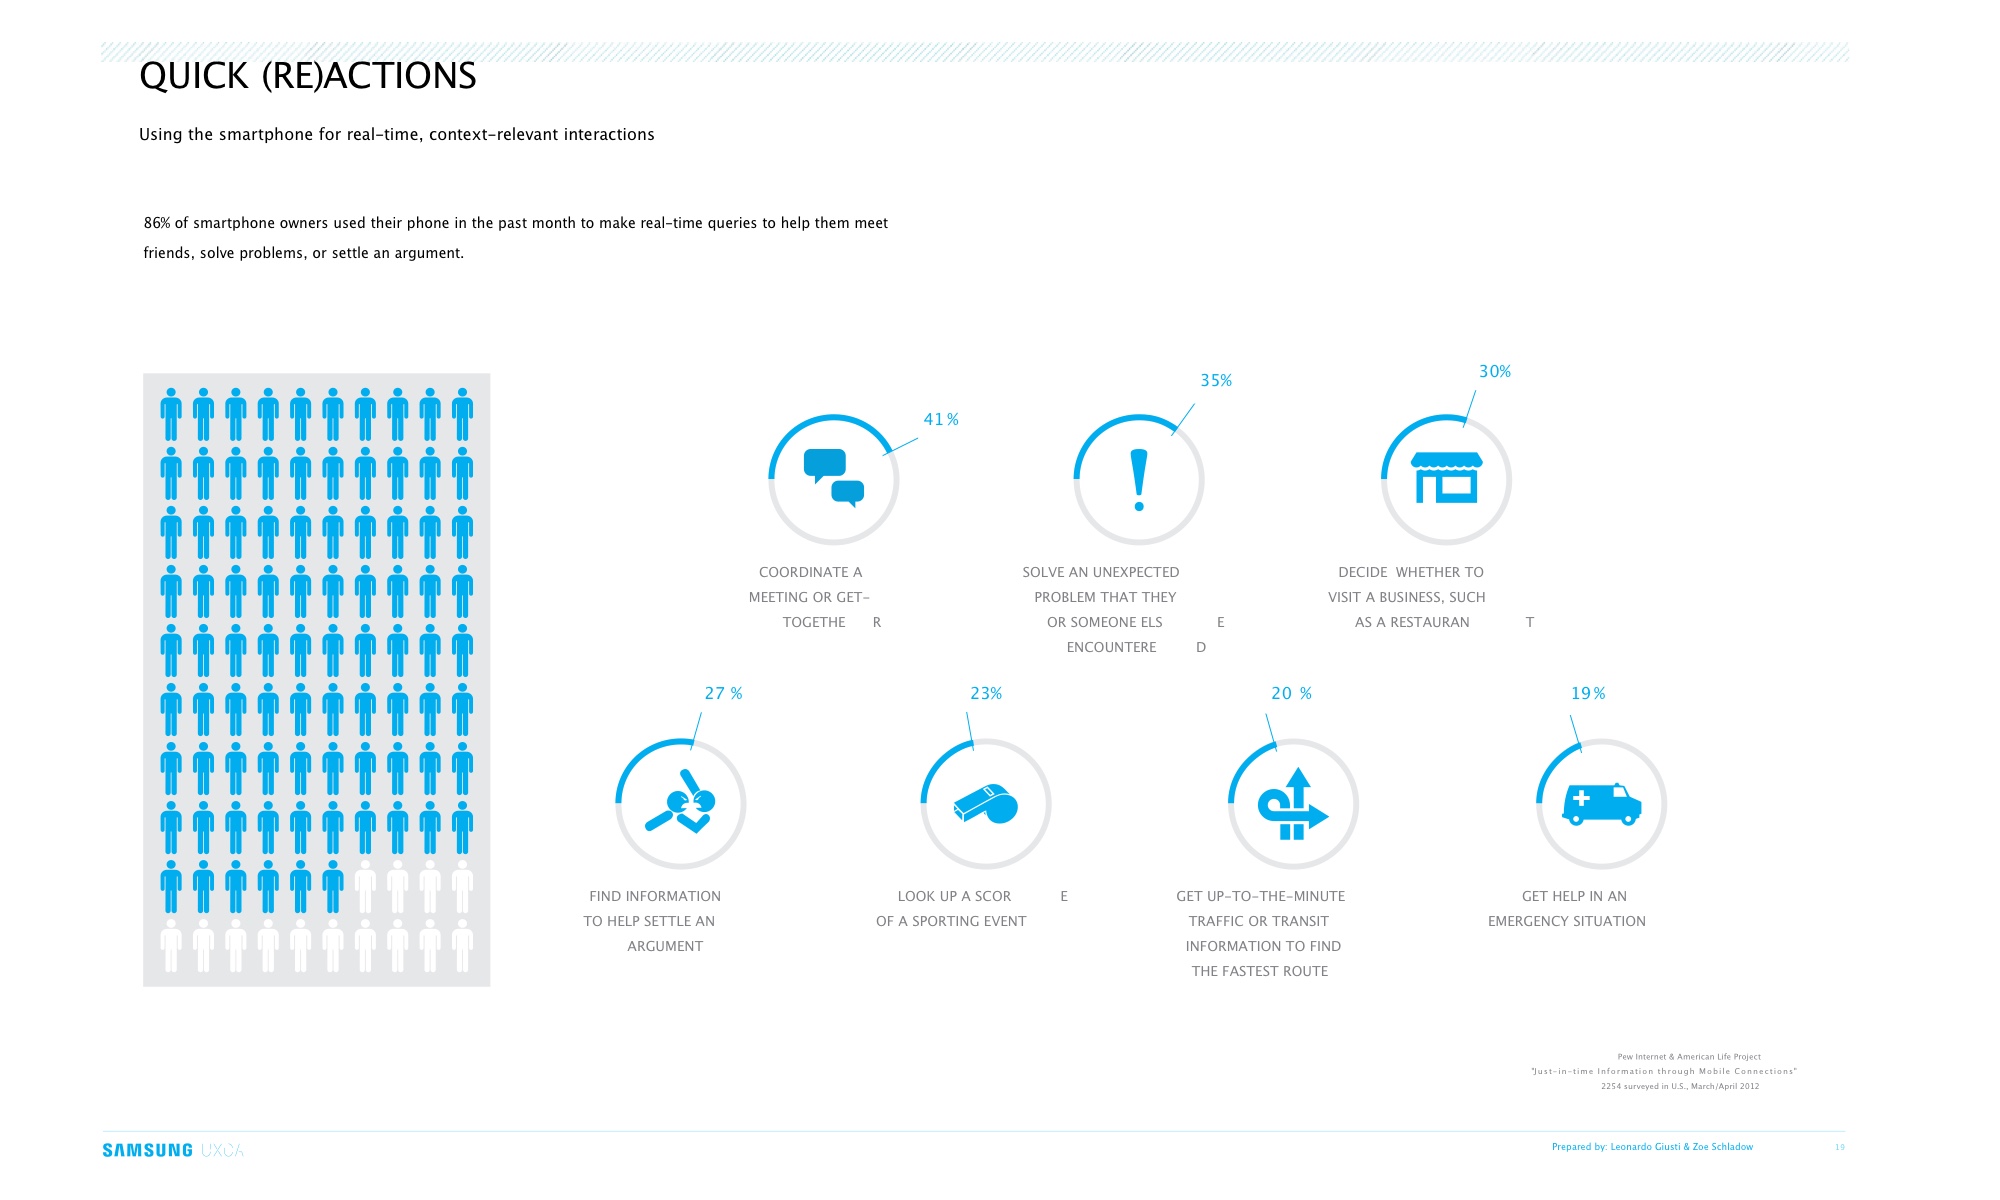 QUICK (RE)ACTIONS
Using the smartphone for real-time, context-relevant interactions
86% of smartphone owners used their phone in the past month to make real-time queries to help them meet
friends, solve problems, or settle an argument.
41%
COORDINATE A
MEETING OR GET-
TOGETHE R
35%
SOLVE AN UNEXPECTED
PROBLEM THAT THEY
OR SOMEONE ELS E
ENCOUNTERE D
30%
DECIDE WHETHER TO
VISIT A BUSINESS, SUCH
AS A RESTAURAN T
27 %
FIND INFORMATION
TO HELP SETTLE AN
ARGUMENT
23%
LOOK UP A SCOR E
OF A SPORTING EVENT
20 %
GET UP-TO-THE-MINUTE
TRAFFIC OR TRANSIT
INFORMATION TO FIND
THE FASTEST ROUTE
19%
GET HELP IN AN
EMERGENCY SITUATION
Pew Internet & American Life Project
"Just-in-time Information through Mobile Connections"
2254 surveyed in U.S., March/April 2012
SAMSUNG UXCA
Prepared by: Leonardo Giusti & Zoe Schladow
19